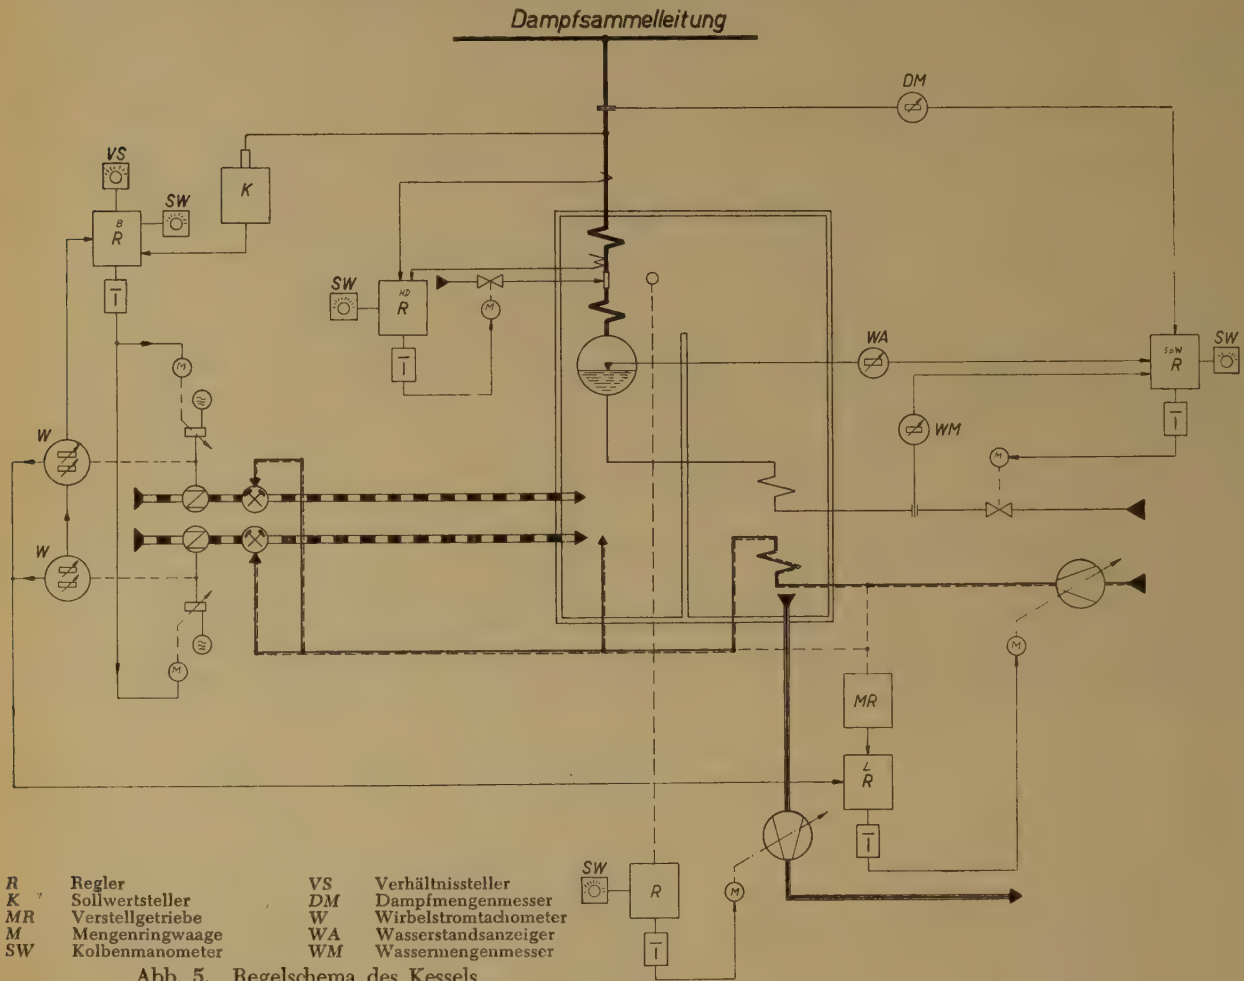 Dampfsammelleitung
DM
VS
SW
K
B
R
SW
HD
R
M
M
WA
SpW
R
SW
WM
M
W
W
M
M
MR
L
R
SW
R
M
R Regler
K Sollwertsteller
MR Verstellgetriebe
M Mengenringwaage
SW Kolbenmanometer
VS Verhältnissteller
DM Dampfmengenmesser
W Wirbelstromtachometer
WA Wasserstandsanzeiger
WM Wassermengenmesser
Abb. 5. Regelschema des Kessels